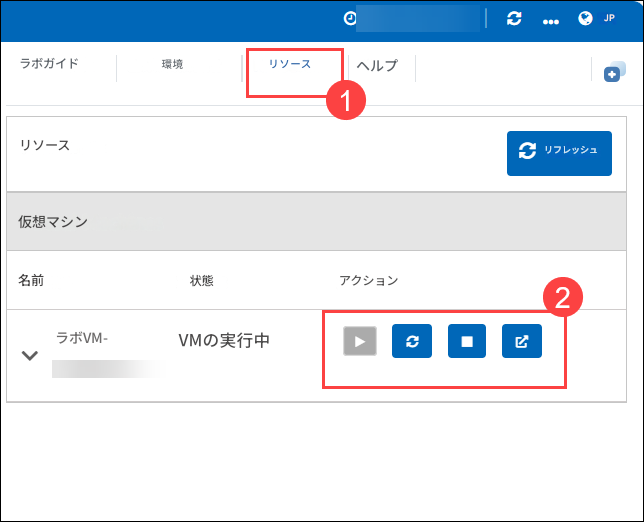 JP
ラボガイド 環境 リソース ヘルプ
1
リソース リフレッシュ
仮想マシン
名前 状態 アクション
2
ラボVM- VMの実行中